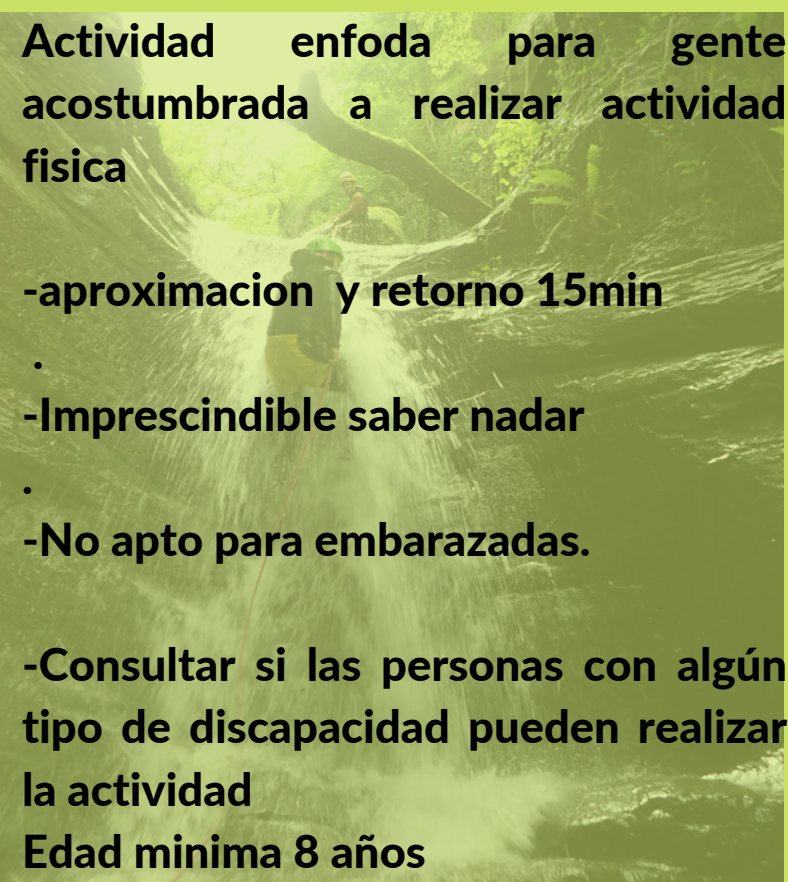 Actividad enfoda para gente
acostumbrada a realizar actividad
fisica
-aproximacion y retorno 15min
.
-Imprescindible saber nadar
.
-No apto para embarazadas.
-Consultar si las personas con algún
tipo de discapacidad pueden realizar
la actividad
Edad minima 8 años